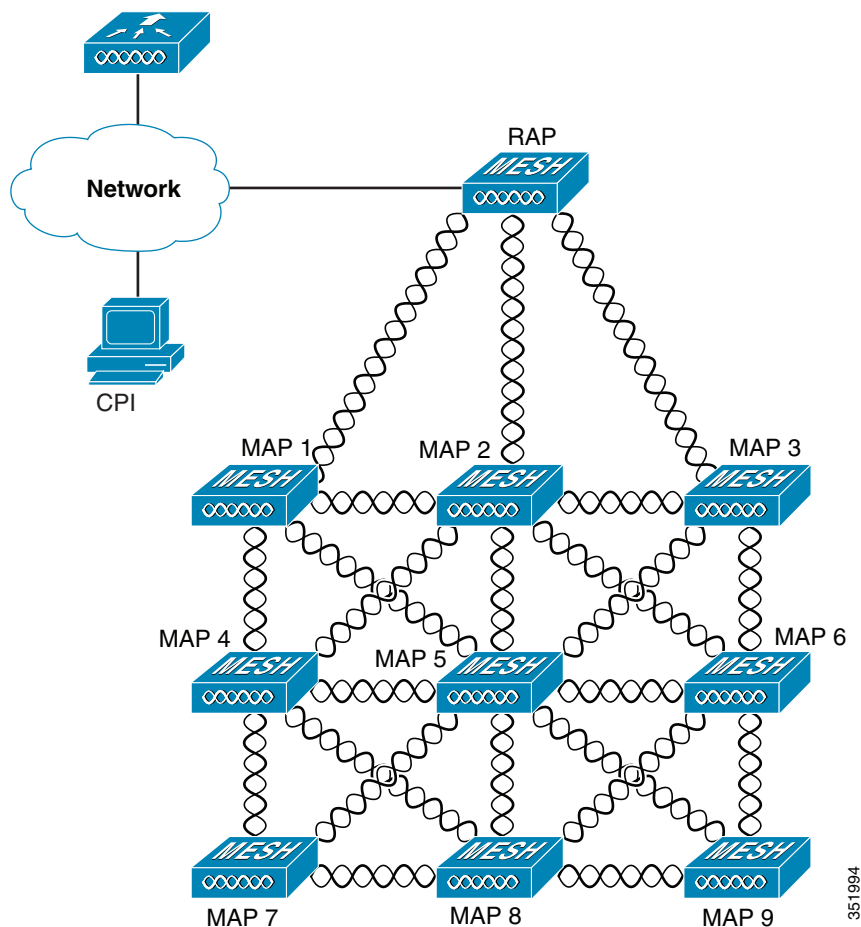 RAP
MESH
Network
CPI
MAP 1
MAP 2
MAP 3
MESH
MESH
MESH
MAP 4
MAP 5
MAP 6
MESH
MESH
MESH
MESH
MESH
MESH
MAP 7
MAP 8
MAP 9
351994